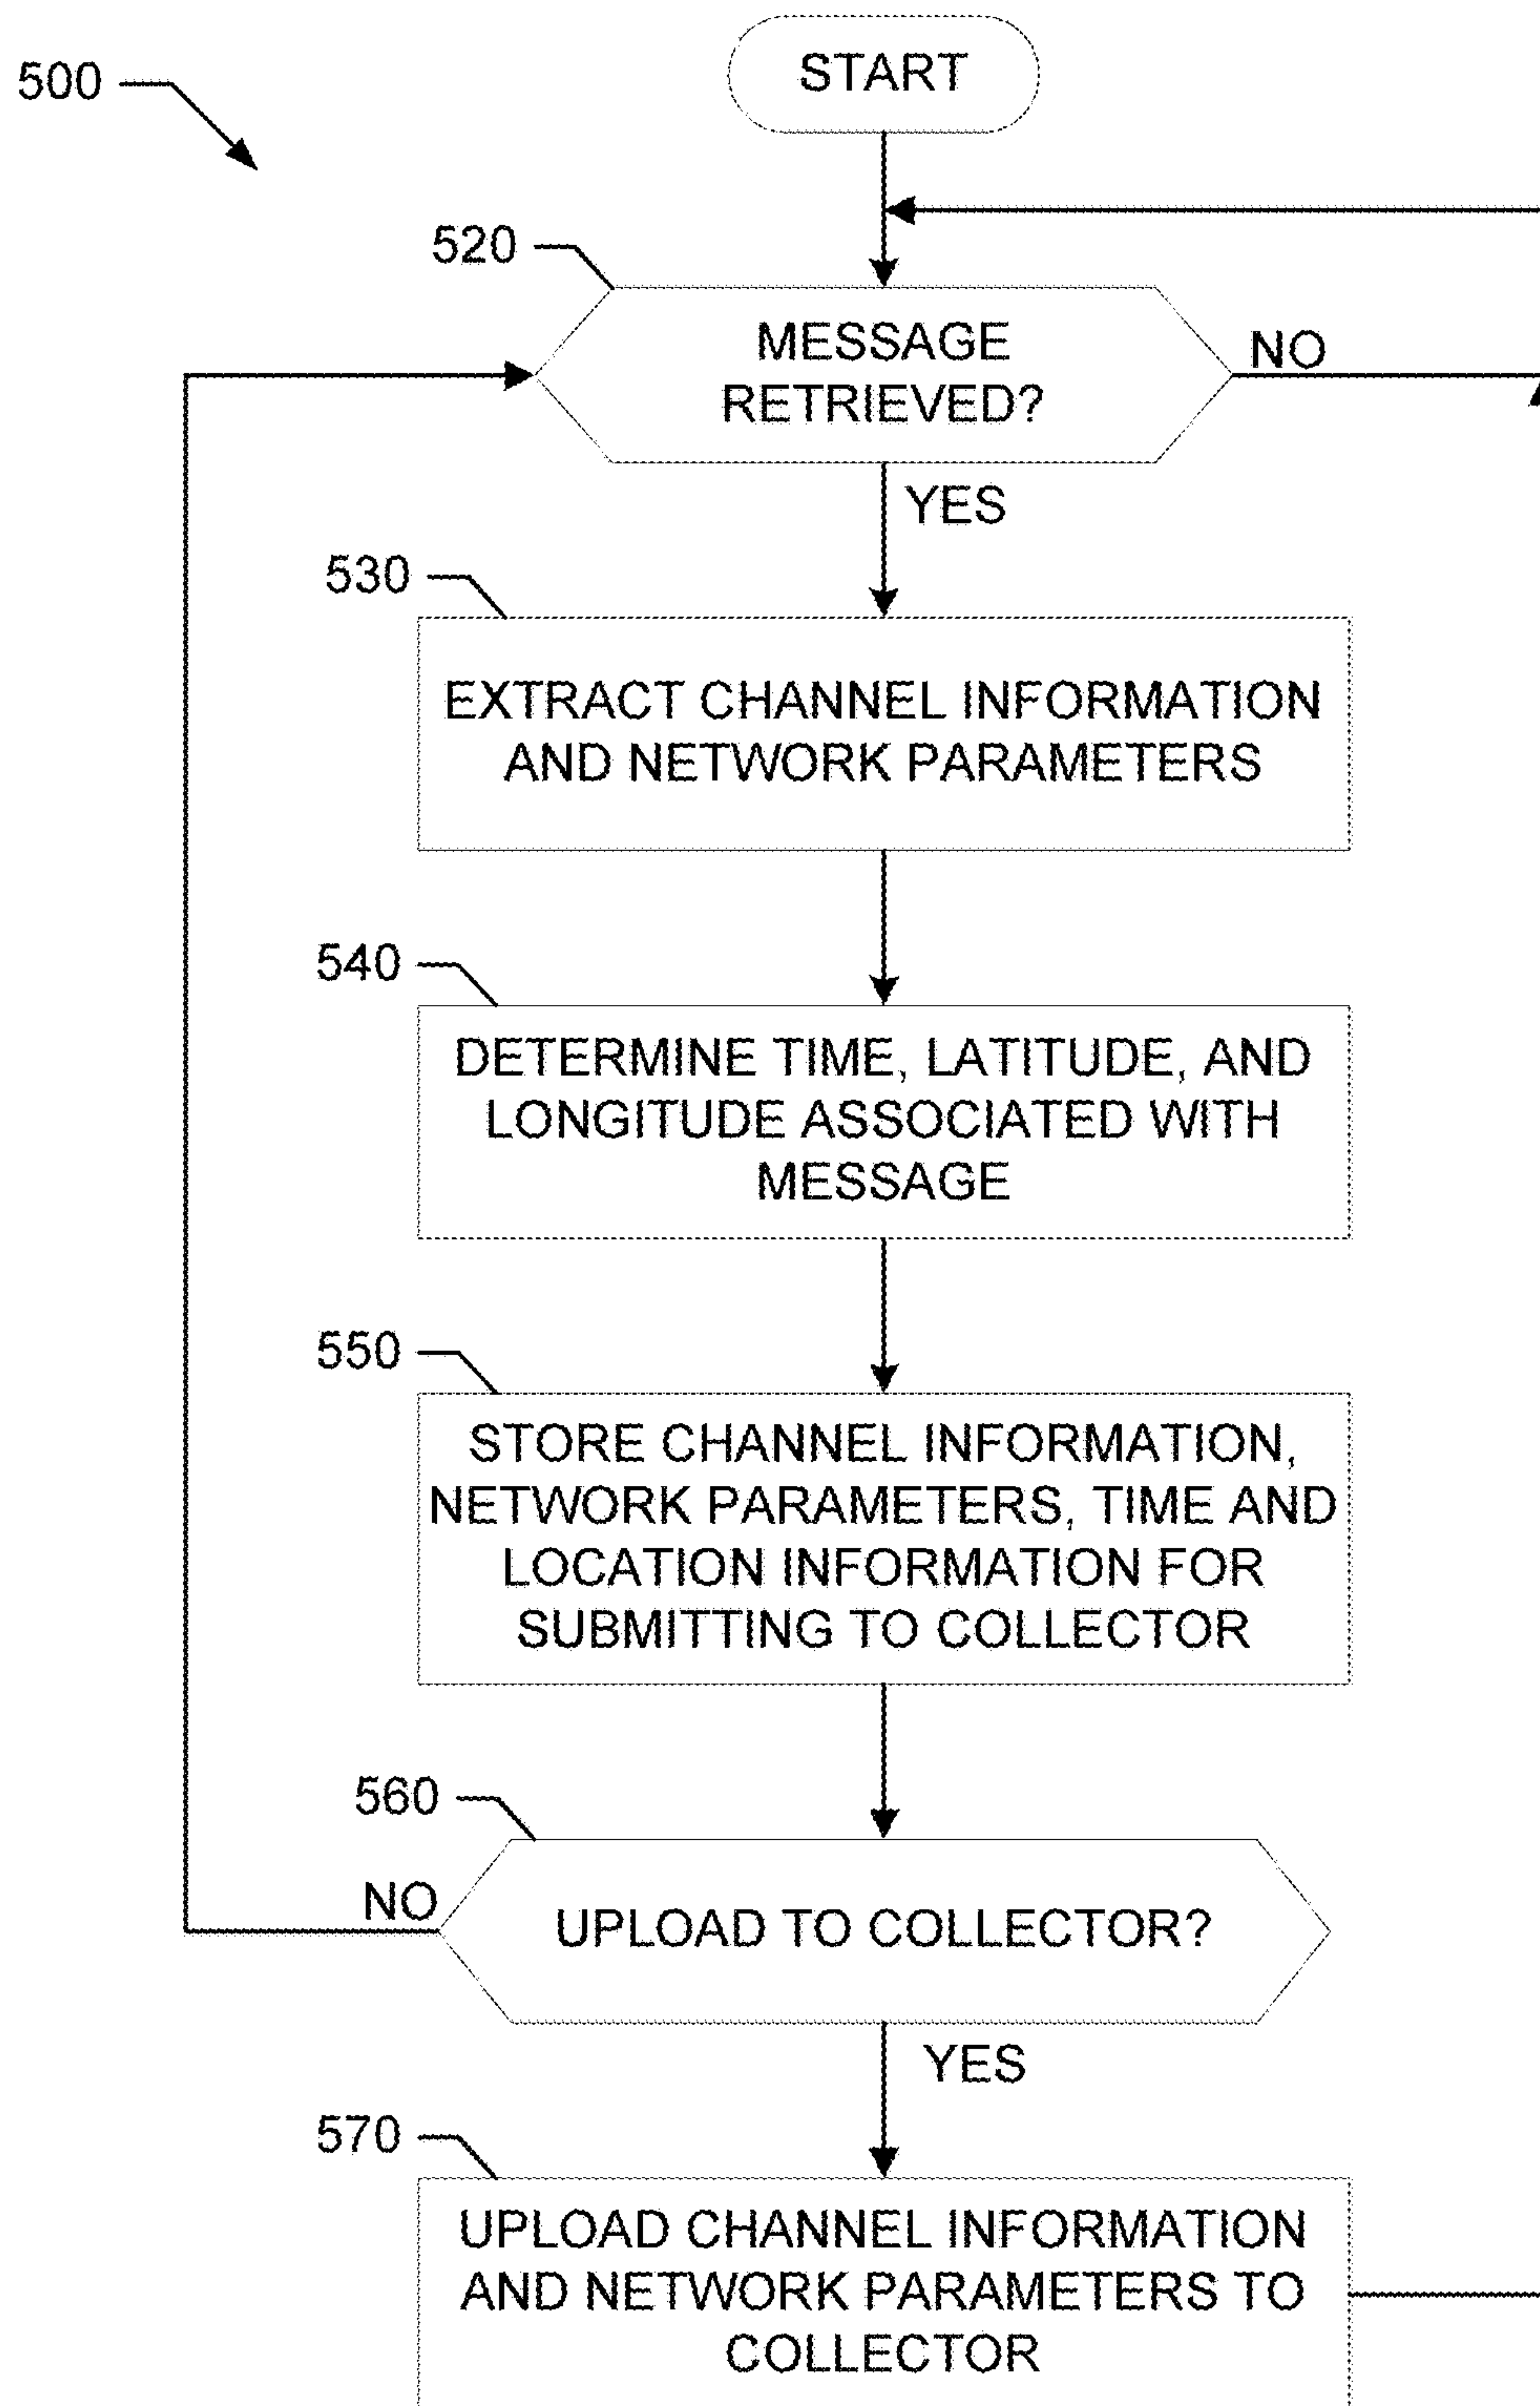 500
START
520
MESSAGE
RETRIEVED?
NO
YES
530
EXTRACT CHANNEL INFORMATION
AND NETWORK PARAMETERS
540
DETERMINE TIME, LATITUDE, AND
LONGITUDE ASSOCIATED WITH
MESSAGE
550
STORE CHANNEL INFORMATION,
NETWORK PARAMETERS, TIME AND
LOCATION INFORMATION FOR
SUBMITTING TO COLLECTOR
560
NO
UPLOAD TO COLLECTOR?
YES
570
UPLOAD CHANNEL INFORMATION
AND NETWORK PARAMETERS TO
COLLECTOR